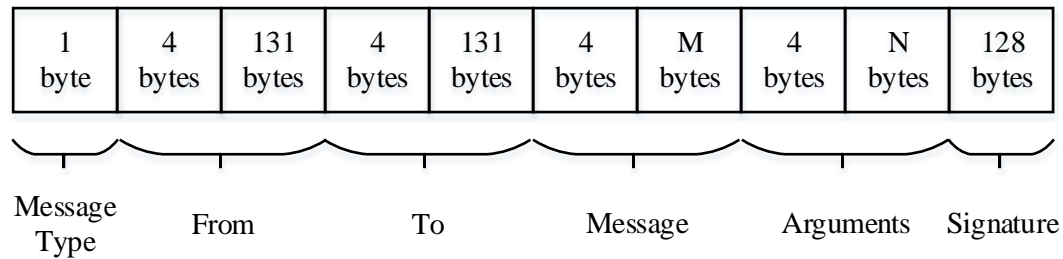 1 4 131 4 131 4 M 4 N 128
byte bytes bytes bytes bytes bytes bytes bytes bytes bytes
Message From To Message Arguments Signature
Type